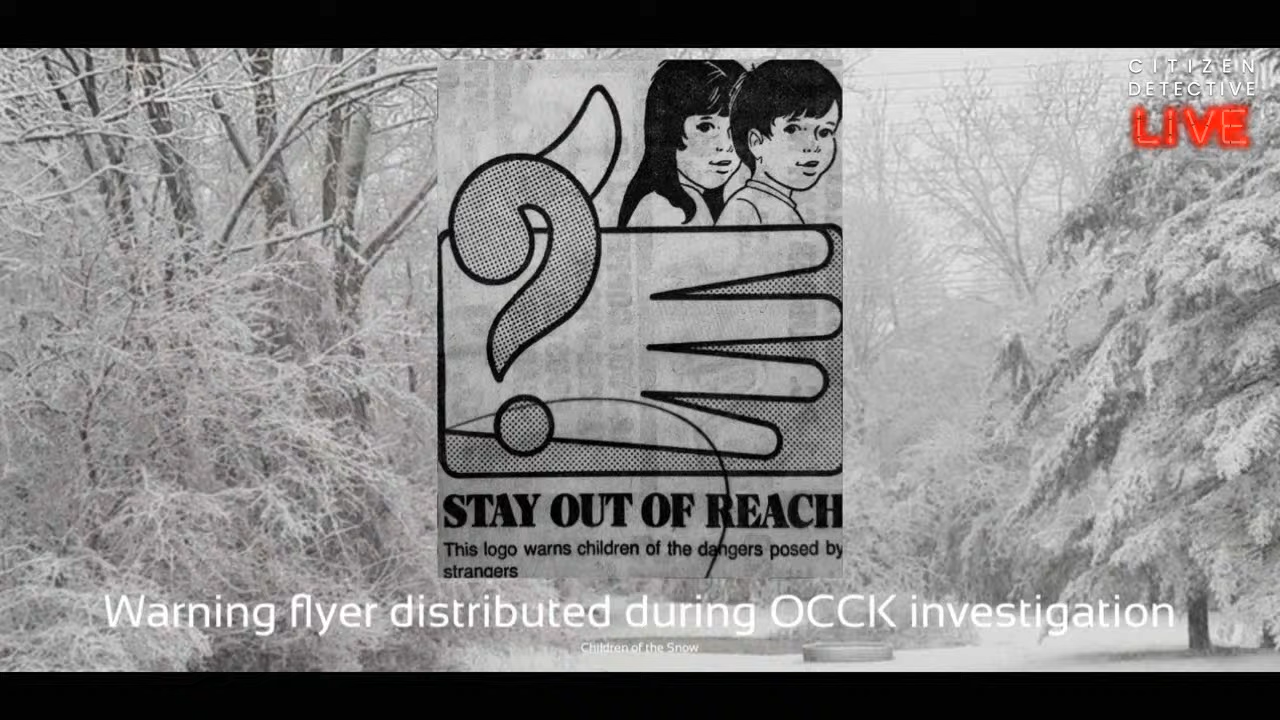 CITIZEN
DETECTIVE
LIVE
?
STAY OUT OF REACH
This logo warns children of the dangers posed by
strangers
Warning flyer distributed during OCCK investigation
Children of the Snow